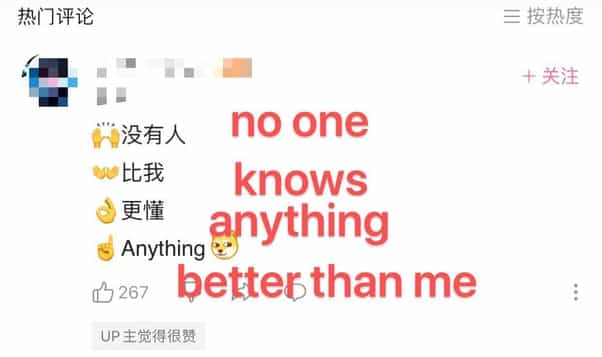 热门评论
按热度
+ 关注
🙌没有人
👐比我
👌更懂
☝️Anything
no one
knows
anything
better than me
267
UP主觉得很赞